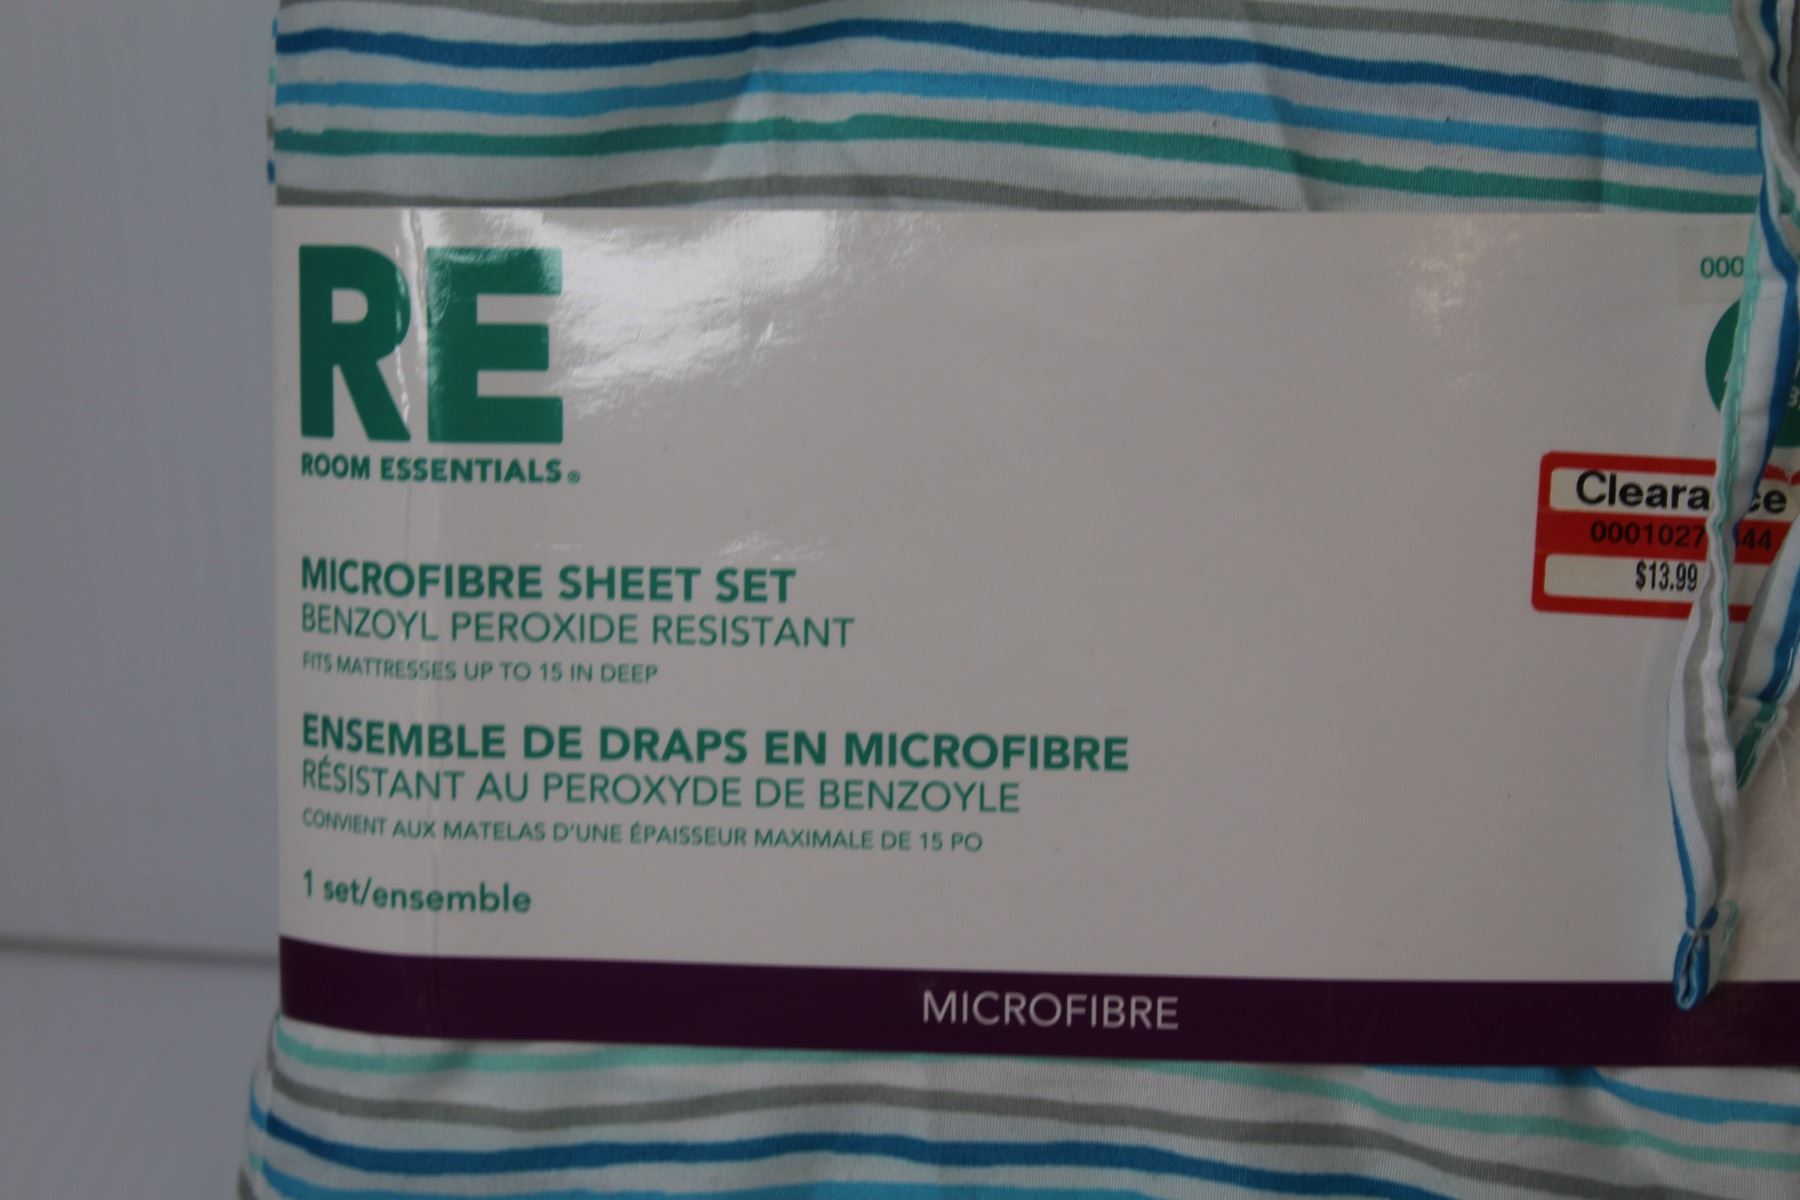 RE
ROOM ESSENTIALS®
MICROFIBRE SHEET SET
BENZOYL PEROXIDE RESISTANT
FITS MATTRESSES UP TO 15 IN DEEP
ENSEMBLE DE DRAPS EN MICROFIBRE
RÉSISTANT AU PEROXYDE DE BENZOYLE
CONVIENT AUX MATELAS D'UNE ÉPAISSEUR MAXIMALE DE 15 PO
1 set/ensemble
MICROFIBRE
000
Clearance
$13.99